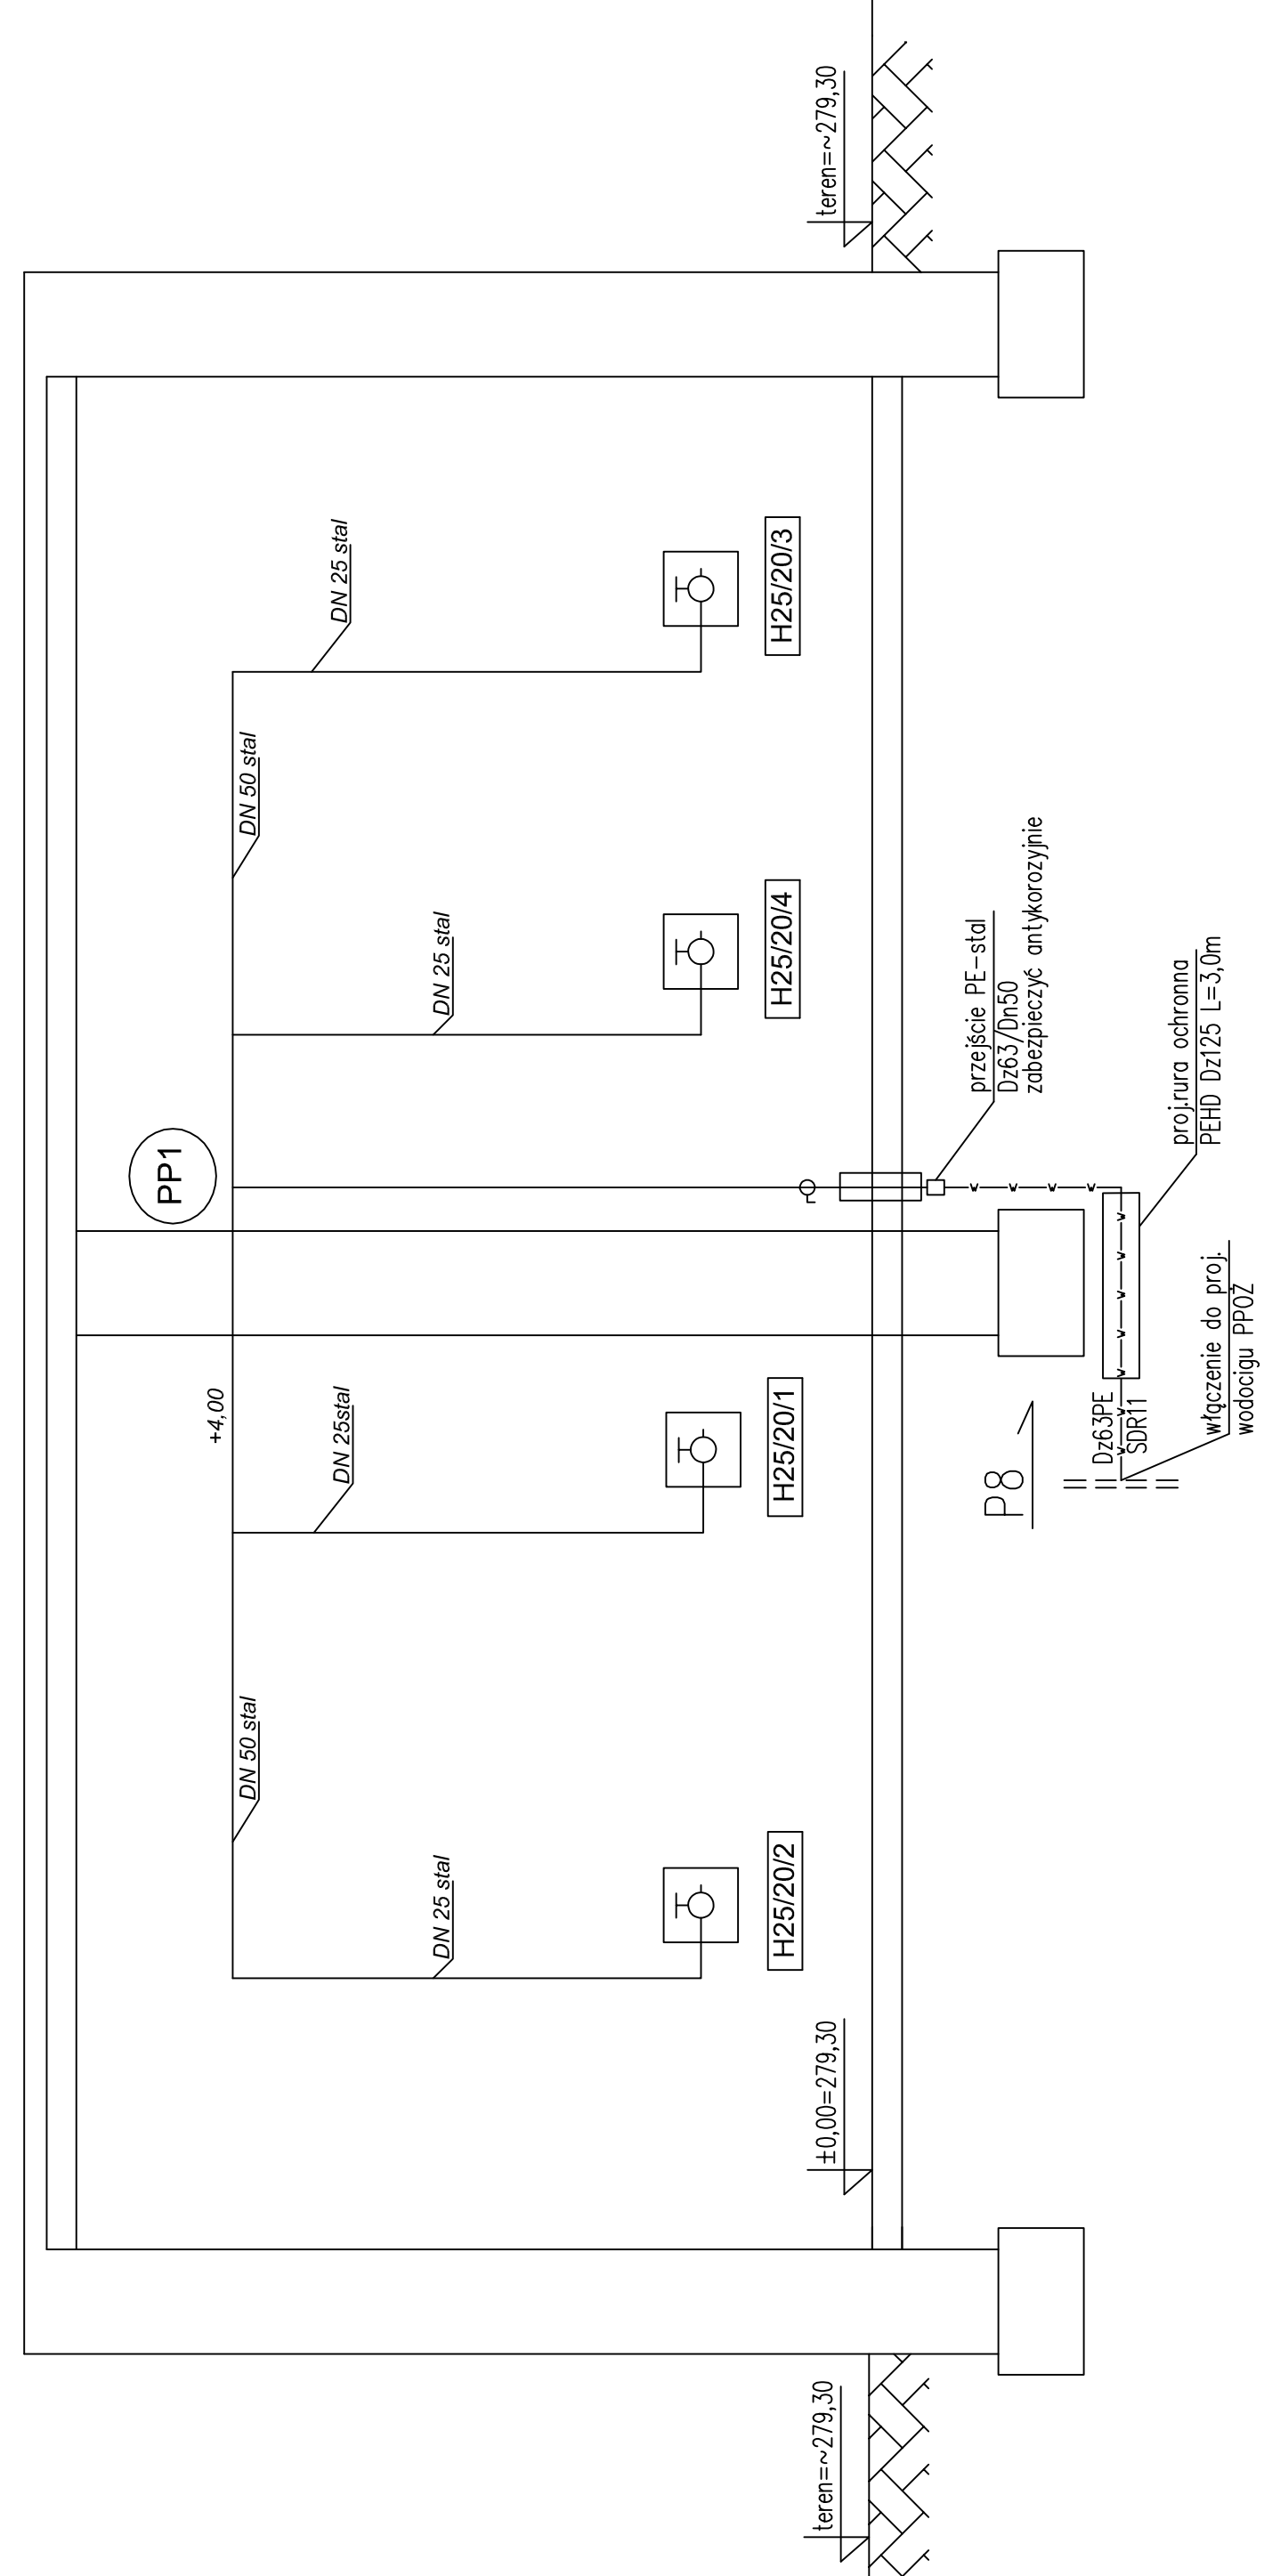 PP1
+4,00
DN 50 stal
DN 50 stal
DN 25 stal
DN 25stal
DN 25 stal
DN 25 stal
H25/20/2
H25/20/1
H25/20/4
H25/20/3
teren=~279,30
±0,00=279,30
teren=~279,30
P8
przejście PE-stal
Dz63/Dn50
zabezpieczyć antykorozyjnie
Dz63PE
SDR11
proj.rura ochronna
PEHD Dz125 L=3,0m
włączenie do proj.
wodocigu PPOŻ